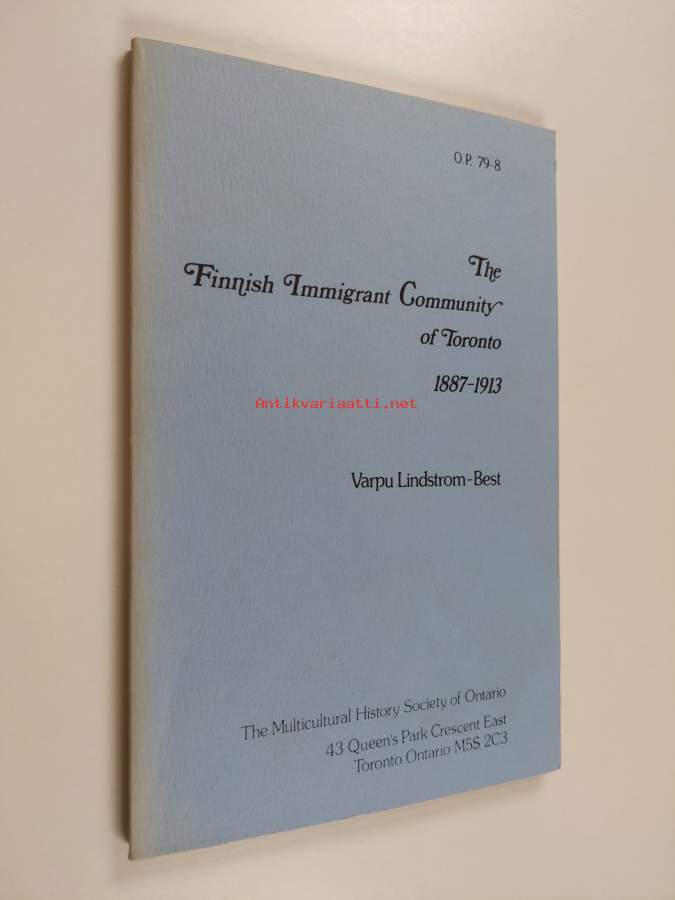 O.P. 79-8
The
Finnish Immigrant Community
of Toronto
1887-1913
Antikvariaatti.net
Varpu Lindstrom-Best
The Multicultural History Society of Ontario
43 Queen's Park Crescent East
Toronto Ontario M5S 2C3